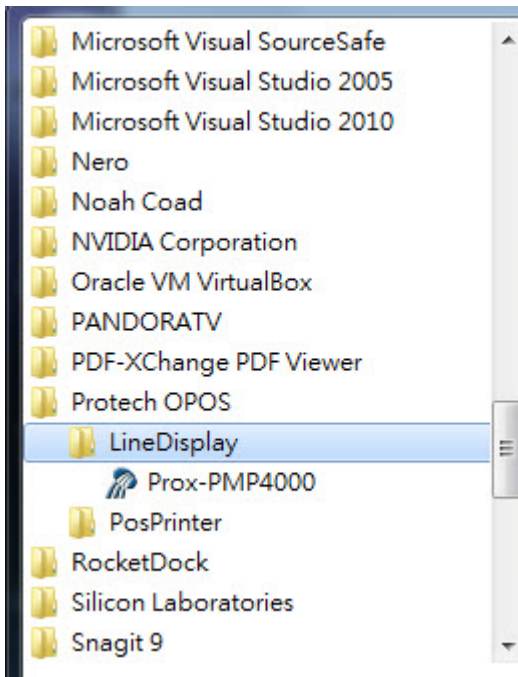 Microsoft Visual SourceSafe
Microsoft Visual Studio 2005
Microsoft Visual Studio 2010
Nero
Noah Coad
NVIDIA Corporation
Oracle VM VirtualBox
PANDORATV
PDF-XChange PDF Viewer
Protech OPOS
LineDisplay
Prox-PMP4000
PosPrinter
RocketDock
Silicon Laboratories
Snagit 9